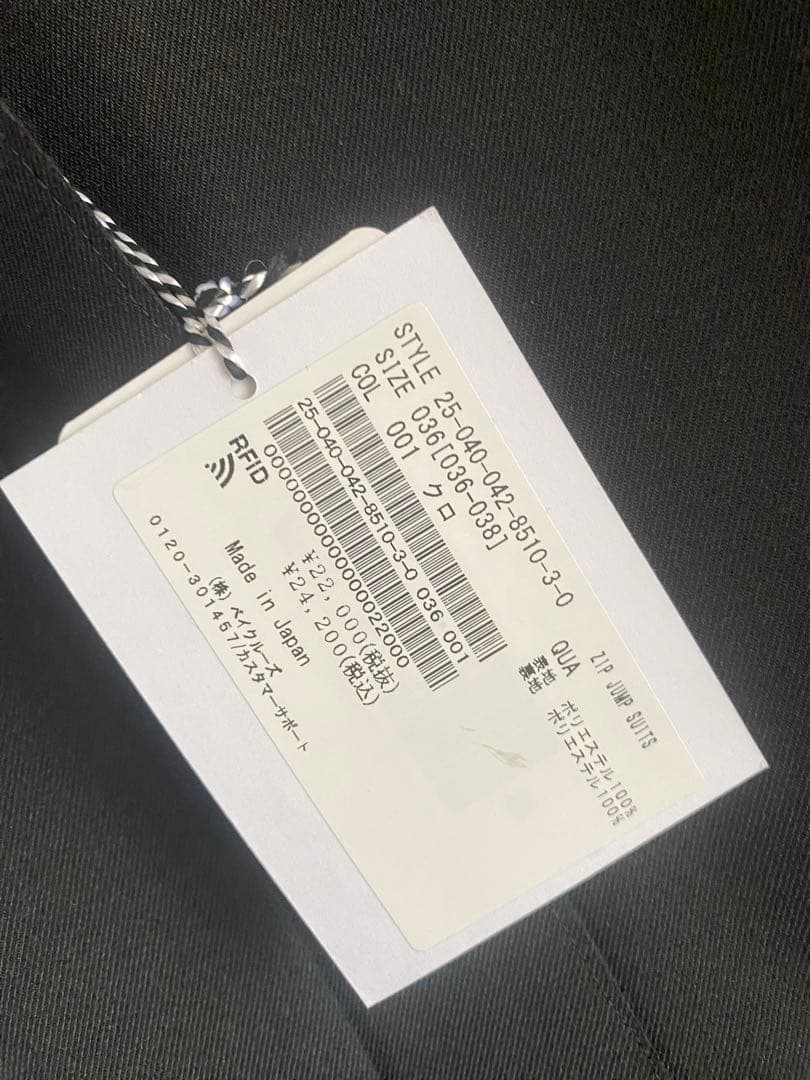 STYLE 25-040-042-8510-3-0
SIZE 036[036-038]
COL 001 クロ
25-040-042-8510-3-0 036 001
0000000000000022000
RFID
¥22,000(税抜)
¥24,200(税込)
Made in Japan
(株)ベイクルーズ
0120-301457/カスタマーサポート
ZIP JUMP SUITS
QUA
表地 ポリエステル100%
裏地 ポリエステル100%